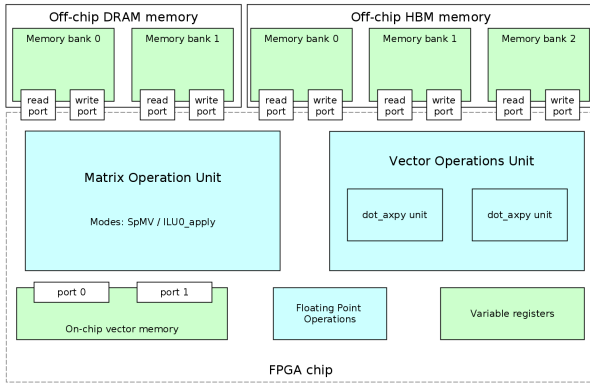 Off-chip DRAM memory
Off-chip HBM memory
Memory bank 0
Memory bank 1
Memory bank 0
Memory bank 1
Memory bank 2
read port
write port
read port
write port
read port
write port
read port
write port
read port
write port
Matrix Operation Unit
Modes: SpMV / ILU0_apply
Vector Operations Unit
dot_axpy unit
dot_axpy unit
port 0
port 1
On-chip vector memory
Floating Point
Operations
Variable registers
FPGA chip